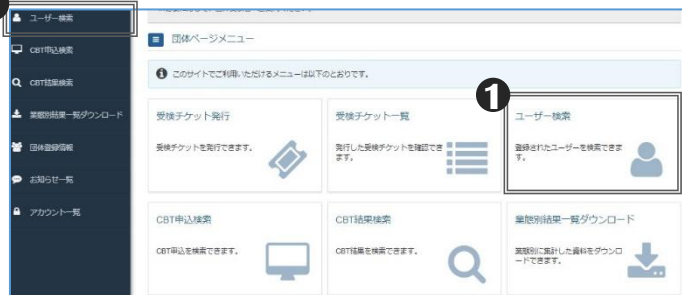 ユーザー検索
CBT申込検索
CBT結果検索
業態別結果一覧ダウンロード
団体登録情報
お知らせ一覧
アカウント一覧
団体ページメニュー
このサイトでご利用いただけるメニューは以下のとおりです。
1
受検チケット発行
受検チケットを発行できます。
受検チケット一覧
発行した受検チケットを確認でき
ます。
ユーザー検索
登録されたユーザーを検索できま
す。
CBT申込検索
CBT申込を検索できます。
CBT結果検索
CBT結果を検索できます。
業態別結果一覧ダウンロード
業態別に集計した資料をダウンロ
ードできます。